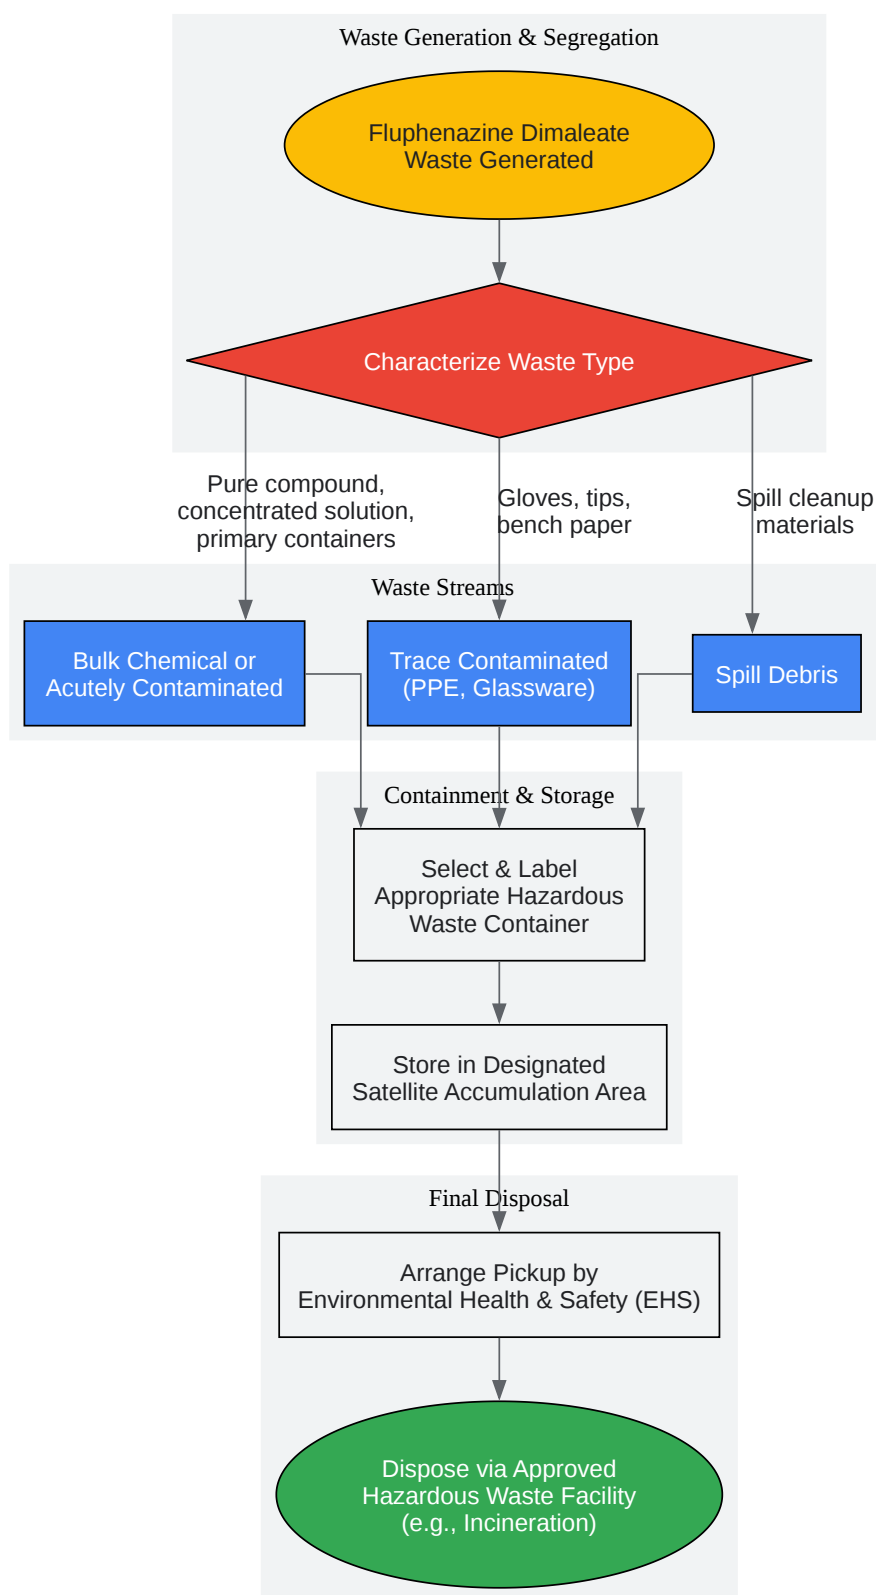 Waste Generation & Segregation
Fluphenazine Dimaleate
Waste Generated
Characterize Waste Type
Pure compound,
concentrated solution,
primary containers
Gloves, tips,
bench paper
Spill cleanup
materials
Waste Streams
Bulk Chemical or
Acutely Contaminated
Trace Contaminated
(PPE, Glassware)
Spill Debris
Containment & Storage
Select & Label
Appropriate Hazardous
Waste Container
Store in Designated
Satellite Accumulation Area
Final Disposal
Arrange Pickup by
Environmental Health & Safety (EHS)
Dispose via Approved
Hazardous Waste Facility
(e.g., Incineration)